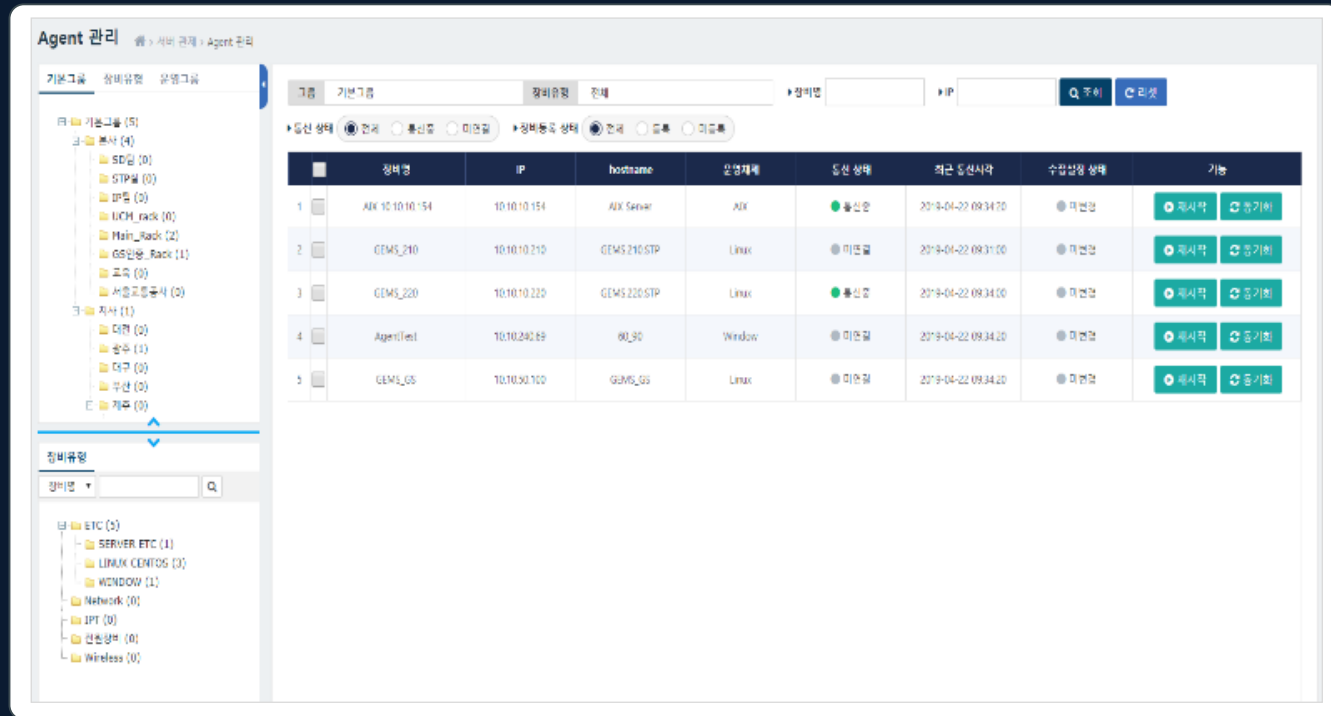 Agent 관리
> 서버 관제 > Agent 관리
기본그룹 장비유형 운영그룹
그룹 기본그룹 장비유형 전체 장비명 IP 조회 리셋
통신 상태 전체 통신중 미연결 장비등록 상태 전체 등록 미등록
기본그룹 (5)
본사 (4)
SD팀 (0)
STP실 (0)
IP팀 (0)
UCM_rack (0)
Main_Rack (2)
GS인증_Rack (1)
교육 (0)
서울교통공사 (0)
지사 (1)
대전 (0)
광주 (1)
대구 (0)
부산 (0)
제주 (0)
장비명 IP hostname 운영체제 통신 상태 최근 통신시각 수집설정 상태 기능
1 AIX 10.10.10.154 10.10.10.154 AIX Server AIX 통신중 2019-04-22 09:34:20 미변경 재시작 동기화
2 GEMS_210 10.10.10.210 GEMS.210.STP Linux 미연결 2019-04-22 09:31:00 미변경 재시작 동기화
3 GEMS_220 10.10.10.220 GEMS.220.STP Linux 통신중 2019-04-22 09:34:00 미변경 재시작 동기화
4 AgentTest 10.10.240.69 60_90 Window 미연결 2019-04-22 09:34:20 미변경 재시작 동기화
5 GEMS_GS 10.10.50.100 GEMS_GS Linux 미연결 2019-04-22 09:34:20 미변경 재시작 동기화
장비유형
장비명
ETC (5)
SERVER ETC (1)
LINUX CENTOS (3)
WINDOW (1)
Network (0)
IPT (0)
전원장비 (0)
Wireless (0)